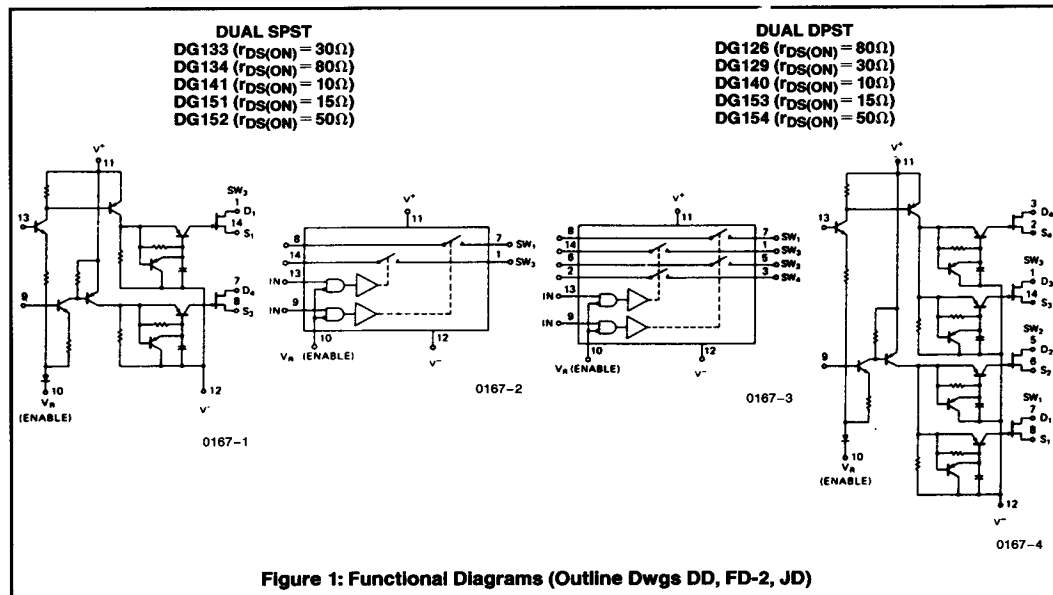 DUAL SPST
DG133 (rDS(ON) = 30Ω)
DG134 (rDS(ON) = 80Ω)
DG141 (rDS(ON) = 10Ω)
DG151 (rDS(ON) = 15Ω)
DG152 (rDS(ON) = 50Ω)
DUAL DPST
DG126 (rDS(ON) = 80Ω)
DG129 (rDS(ON) = 30Ω)
DG140 (rDS(ON) = 10Ω)
DG153 (rDS(ON) = 15Ω)
DG154 (rDS(ON) = 50Ω)
V+
11
SW3
1
D1
14
S1
13
7
D4
8
S3
9
12
V-
10
VR
(ENABLE)
0167-1
V+
11
8
7
SW1
14
1
SW3
13
IN
9
IN
10
12
VR (ENABLE)
V-
0167-2
V+
11
8
7
SW1
14
1
SW3
6
5
SW2
2
3
SW4
13
IN
9
IN
10
12
VR (ENABLE)
V-
0167-3
V+
11
3
D4
2
S4
13
SW3
1
D3
14
S3
SW2
5
D2
6
S2
9
SW1
7
D1
8
S1
10
VR
(ENABLE)
12
V-
0167-4
Figure 1: Functional Diagrams (Outline Dwgs DD, FD-2, JD)